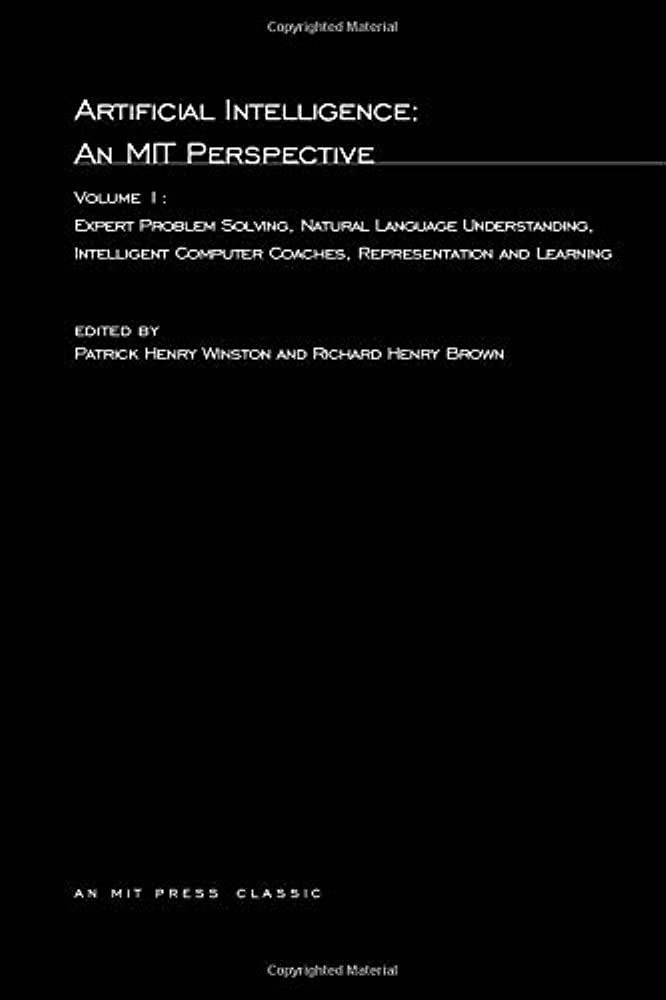 Copyrighted Material
Artificial Intelligence:
An MIT Perspective
Volume 1:
Expert Problem Solving, Natural Language Understanding,
Intelligent Computer Coaches, Representation and Learning
edited by
Patrick Henry Winston and Richard Henry Brown
AN MIT PRESS CLASSIC
Copyrighted Material